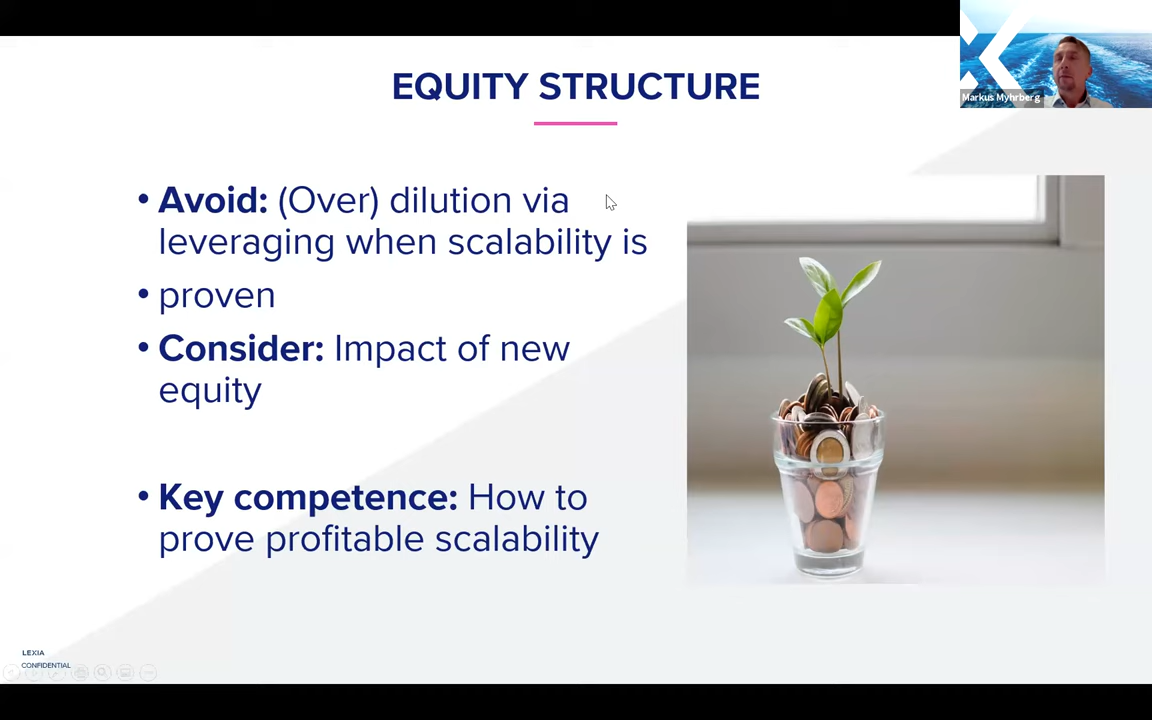 EQUITY STRUCTURE
Markus Myhrberg
• Avoid: (Over) dilution via
leveraging when scalability is
• proven
• Consider: Impact of new
equity
• Key competence: How to
prove profitable scalability
LEXIA
CONFIDENTIAL